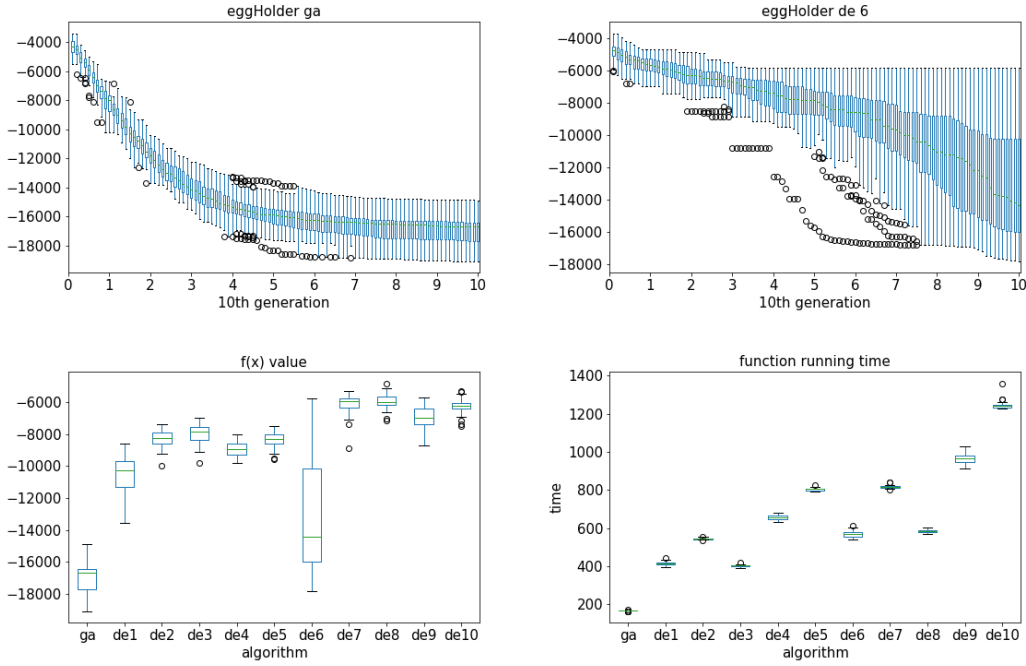 eggHolder ga
−4000
−6000
−8000
−10000
−12000
−14000
−16000
−18000
0 1 2 3 4 5 6 7 8 9 10
10th generation
eggHolder de 6
−4000
−6000
−8000
−10000
−12000
−14000
−16000
−18000
0 1 2 3 4 5 6 7 8 9 10
10th generation
f(x) value
−6000
−8000
−10000
−12000
−14000
−16000
−18000
ga de1 de2 de3 de4 de5 de6 de7 de8 de9 de10
algorithm
function running time
1400
1200
1000
800
600
400
200
time
ga de1 de2 de3 de4 de5 de6 de7 de8 de9 de10
algorithm